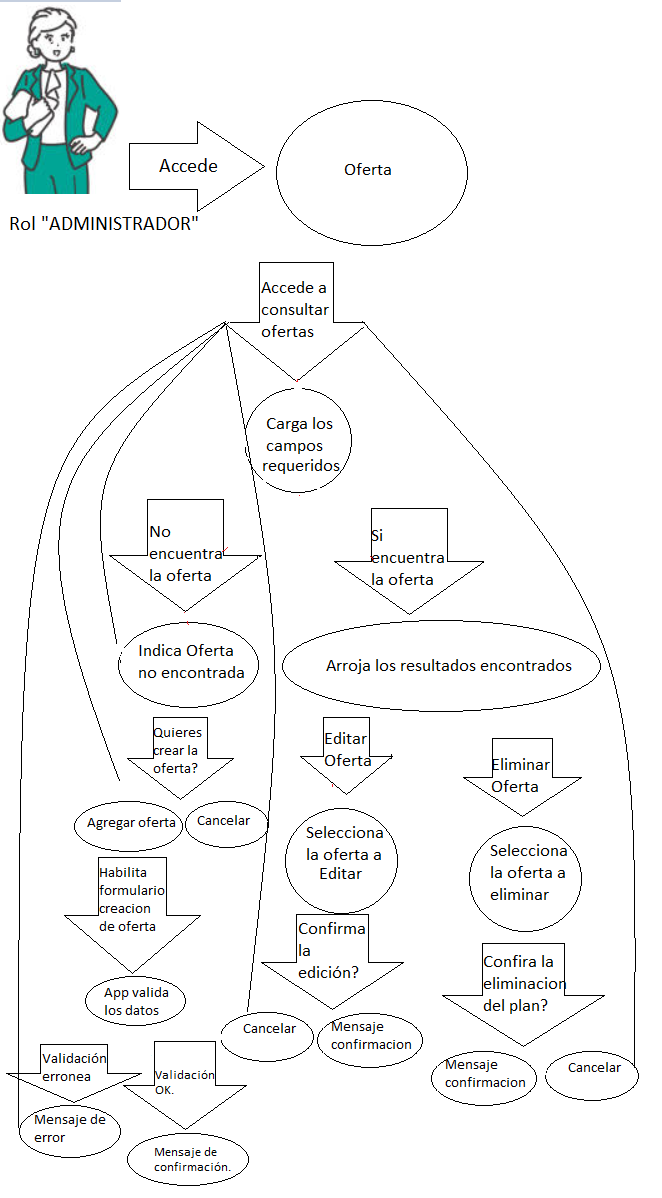 Accede
Oferta
Rol "ADMINISTRADOR"
Accede a
consultar
ofertas
Carga los
campos
requeridos
No
encuentra
la oferta
Si
encuentra
la oferta
Indica Oferta
no encontrada
Arroja los resultados encontrados
Quieres
crear la
oferta?
Editar
Oferta
Eliminar
Oferta
Agregar oferta
Cancelar
Selecciona
la oferta a
Editar
Selecciona
la oferta a
eliminar
Habilita
formulario
creacion
de oferta
Confirma
la
edición?
Confira la
eliminacion
del plan?
App valida
los datos
Cancelar
Mensaje
confirmacion
Mensaje
confirmacion
Cancelar
Validación
erronea
Validación
OK.
Mensaje de
error
Mensaje de
confirmación.